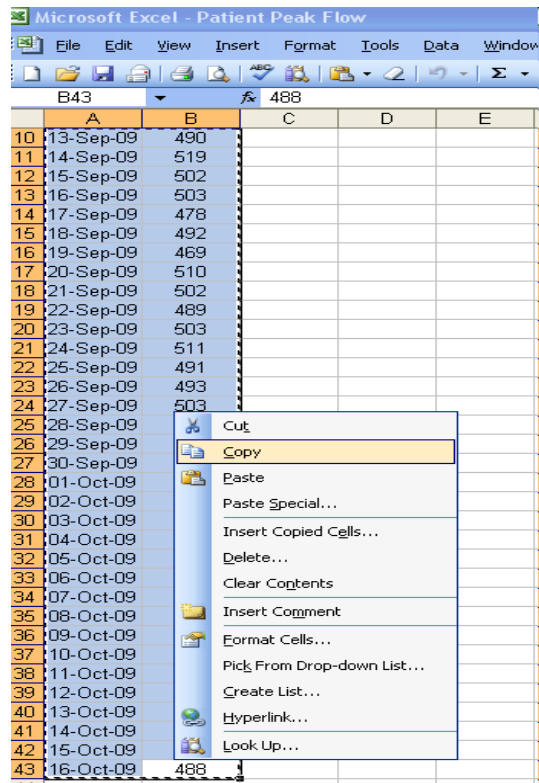 Microsoft Excel - Patient Peak Flow
File Edit View Insert Format Tools Data Window
ABC Σ
B43 fx 488
A B C D E
10 13-Sep-09 490
11 14-Sep-09 519
12 15-Sep-09 502
13 16-Sep-09 503
14 17-Sep-09 478
15 18-Sep-09 492
16 19-Sep-09 469
17 20-Sep-09 510
18 21-Sep-09 502
19 22-Sep-09 489
20 23-Sep-09 503
21 24-Sep-09 511
22 25-Sep-09 491
23 26-Sep-09 493
24 27-Sep-09 503
25 28-Sep-09
26 29-Sep-09
27 30-Sep-09
28 01-Oct-09
29 02-Oct-09
30 03-Oct-09
31 04-Oct-09
32 05-Oct-09
33 06-Oct-09
34 07-Oct-09
35 08-Oct-09
36 09-Oct-09
37 10-Oct-09
38 11-Oct-09
39 12-Oct-09
40 13-Oct-09
41 14-Oct-09
42 15-Oct-09
43 16-Oct-09 488
Cut
Copy
Paste
Paste Special...
Insert Copied Cells...
Delete...
Clear Contents
Insert Comment
Format Cells...
Pick From Drop-down List...
Create List...
Hyperlink...
Look Up...